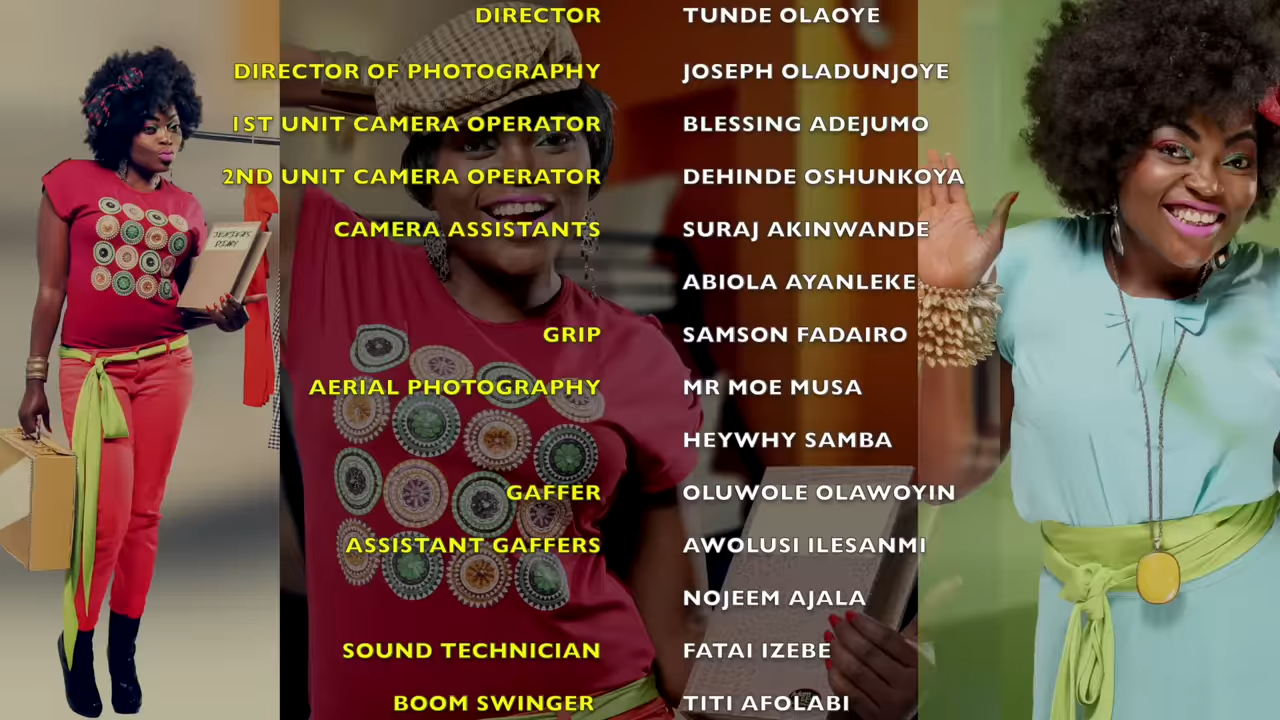 DIRECTOR TUNDE OLAOYE
DIRECTOR OF PHOTOGRAPHY JOSEPH OLADUNJOYE
1ST UNIT CAMERA OPERATOR BLESSING ADEJUMO
2ND UNIT CAMERA OPERATOR DEHINDE OSHUNKOYA
CAMERA ASSISTANTS SURAJ AKINWANDE
ABIOLA AYANLEKE
GRIP SAMSON FADAIRO
AERIAL PHOTOGRAPHY MR MOE MUSA
HEYWHY SAMBA
GAFFER OLUWOLE OLAWOYIN
ASSISTANT GAFFERS AWOLUSI ILESANMI
NOJEEM AJALA
SOUND TECHNICIAN FATAI IZEBE
BOOM SWINGER TITI AFOLABI
JENIFA'S
DIARY